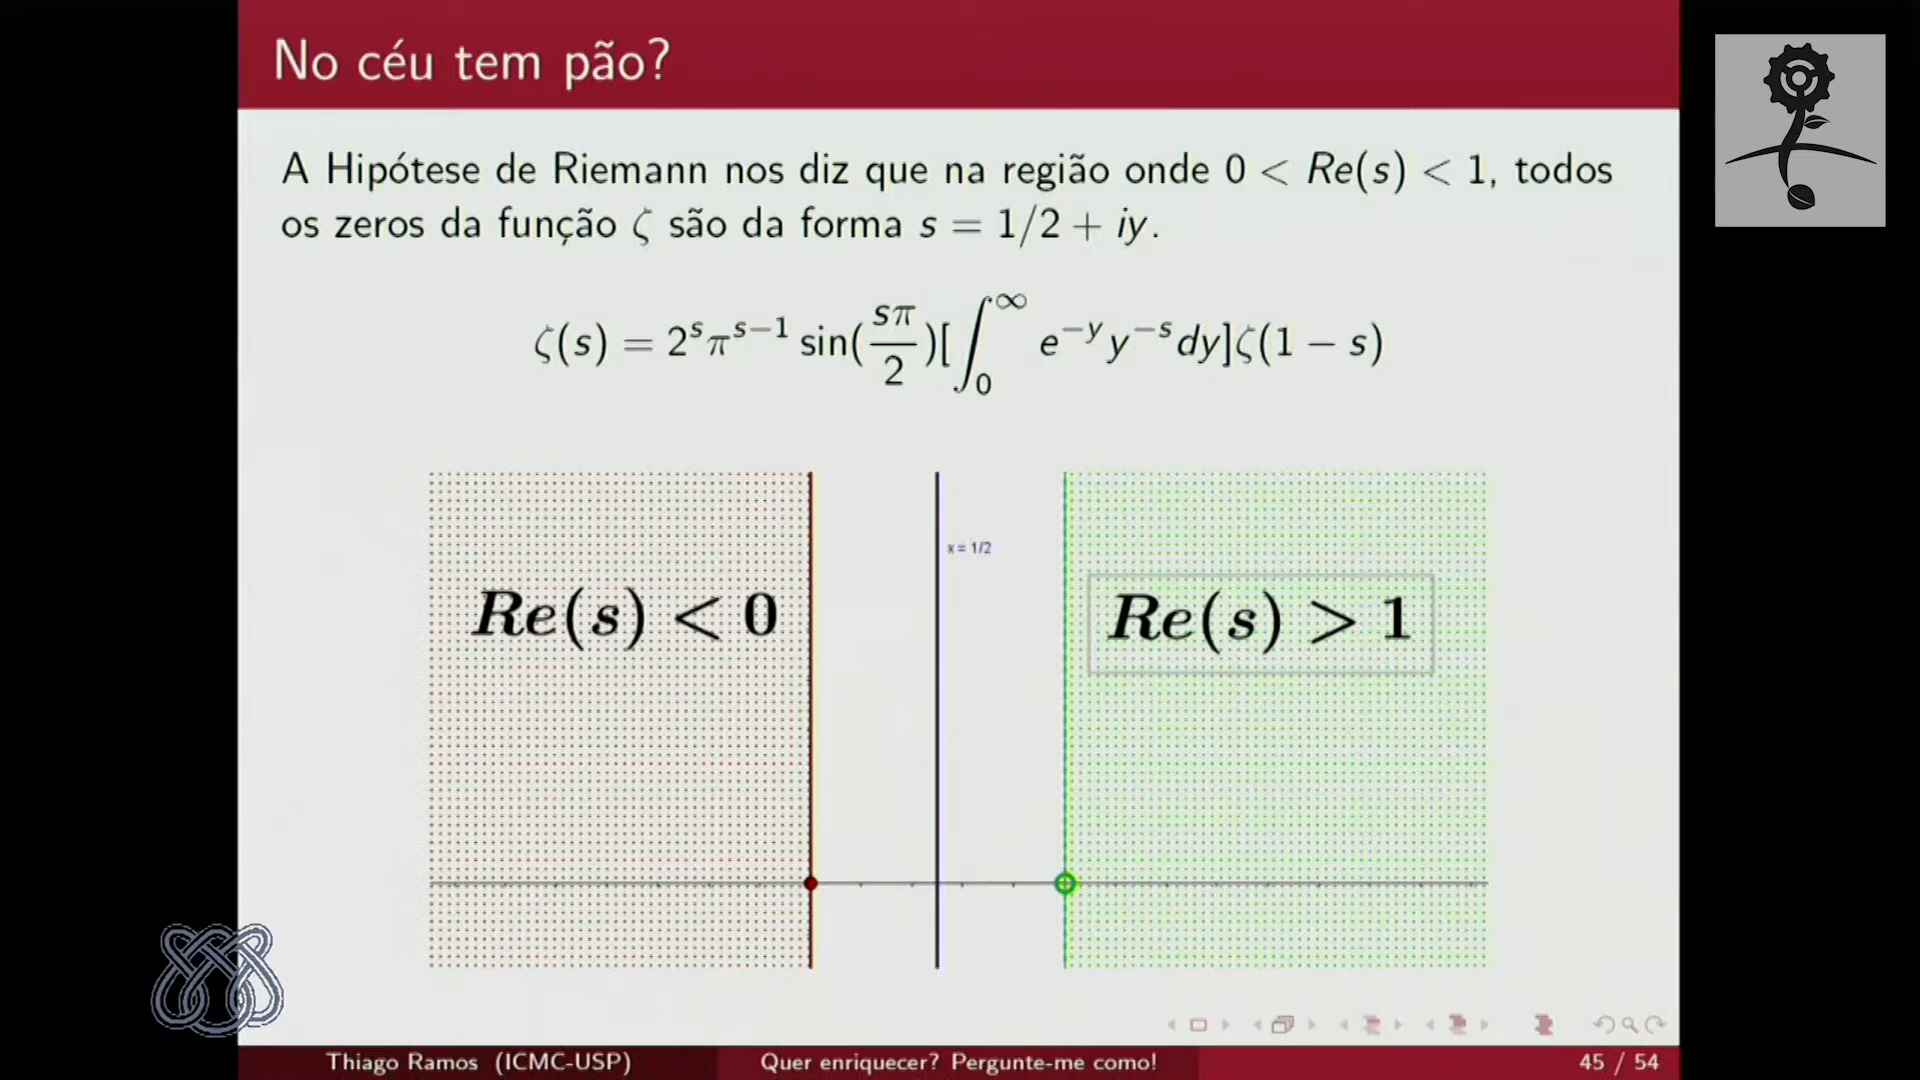 No céu tem pão?
A Hipótese de Riemann nos diz que na região onde 0 < Re(s) < 1, todos
os zeros da função ζ são da forma s = 1/2 + iy.
ζ(s) = 2^s π^{s−1} sin(sπ/2)[∫_0^∞ e^{−y} y^{−s} dy]ζ(1 − s)
x = 1/2
Re(s) < 0
Re(s) > 1
Thiago Ramos (ICMC-USP)
Quer enriquecer? Pergunte-me como!
45 / 54